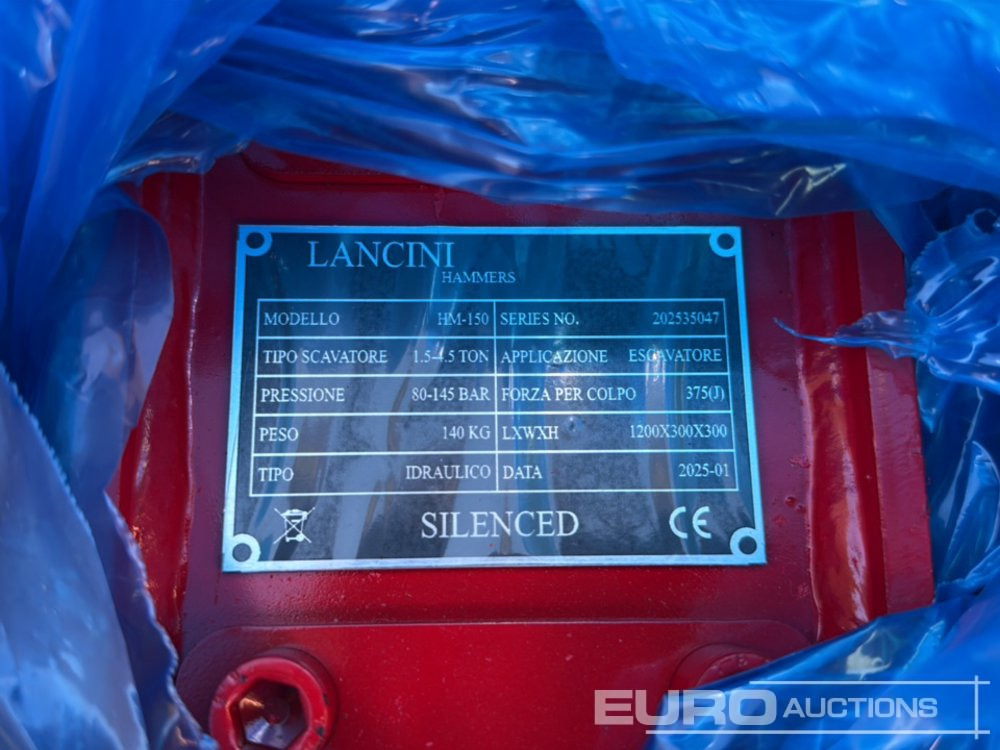 LANCINI
HAMMERS
MODELLO HM-150 SERIES NO. 202535047
TIPO SCAVATORE 1.5-4.5 TON APPLICAZIONE ESCAVATORE
PRESSIONE 80-145 BAR FORZA PER COLPO 375(J)
PESO 140 KG LXWXH 1200X300X300
TIPO IDRAULICO DATA 2025-01
SILENCED CE
EURO AUCTIONS